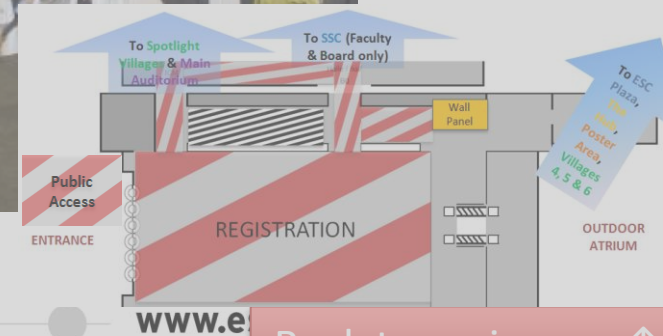 To Spotlight
Villages & Main
Auditorium
To SSC (Faculty
& Board only)
To ESC
Plaza,
Poster
Area,
Villages
4, 5 & 6
Wall
Panel
Public
Access
ENTRANCE
REGISTRATION
OUTDOOR
ATRIUM
www.e